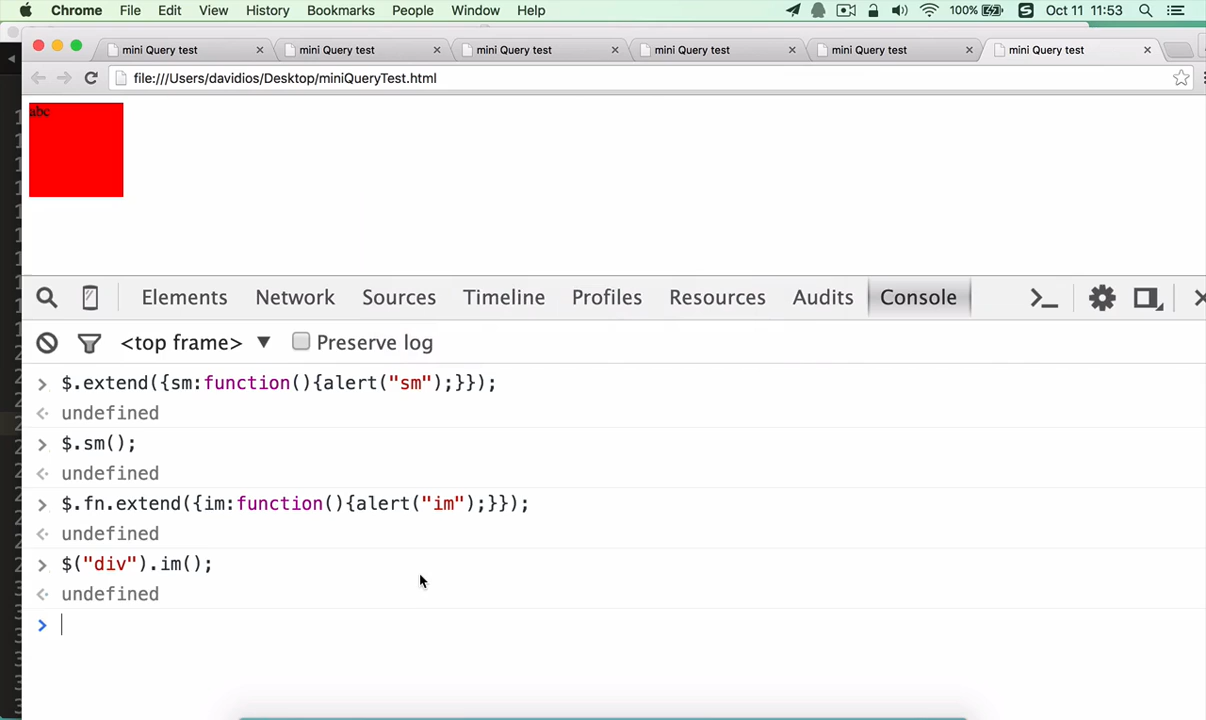 Chrome File Edit View History Bookmarks People Window Help 100% Oct 11 11:53
mini Query test mini Query test mini Query test mini Query test mini Query test mini Query test
file:///Users/davidios/Desktop/miniQueryTest.html
abc
Elements Network Sources Timeline Profiles Resources Audits Console
<top frame> Preserve log
$.extend({sm:function(){alert("sm");}});
undefined
$.sm();
undefined
$.fn.extend({im:function(){alert("im");}});
undefined
$("div").im();
undefined